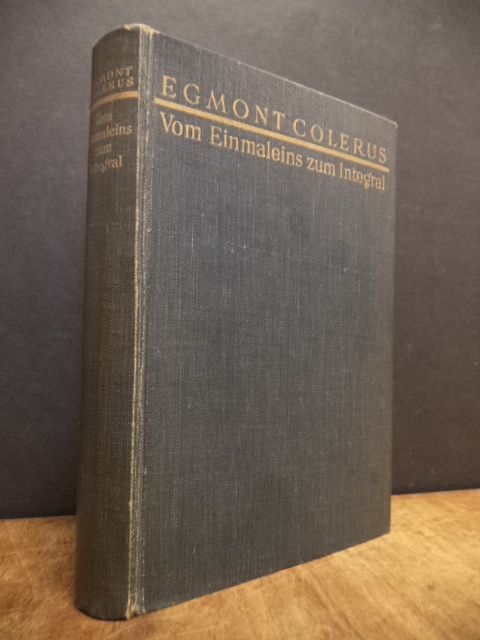 EGMONT COLERUS
Vom Einmaleins zum Integral
EGMONT
COLERUS
Vom
Einmaleins
zum
Integral